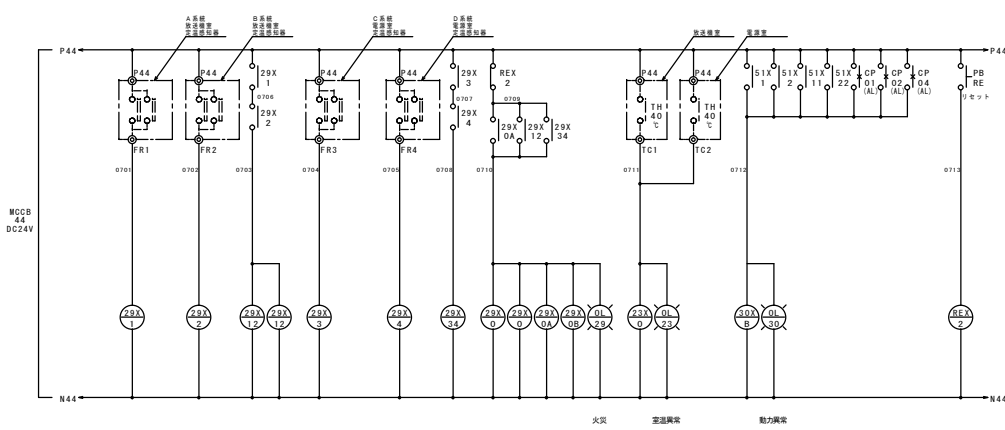 A系統
放送機室
定温感知器
B系統
放送機室
定温感知器
C系統
電源室
定温感知器
D系統
電源室
定温感知器
放送機室
電源室
P44
P44
P44
P44
29X
1
0706
29X
2
P44
P44
29X
3
0707
29X
4
REX
2
0709
29X
0A
29X
12
29X
34
P44
TH
40
℃
P44
TH
40
℃
51X
1
51X
2
51X
11
51X
22
CP
01
(AL)
CP
02
(AL)
CP
04
(AL)
PB
RE
リセット
FR1
FR2
FR3
FR4
TC1
TC2
0701
0702
0703
0704
0705
0708
0710
0711
0712
0713
MCCB
44
DC24V
29X
1
29X
2
29X
12
29X
12
29X
3
29X
4
29X
34
29X
0
29X
0
29X
0A
29X
0B
OL
29
23X
0
OL
23
30X
B
OL
30
REX
2
N44
N44
火災
室温異常
動力異常